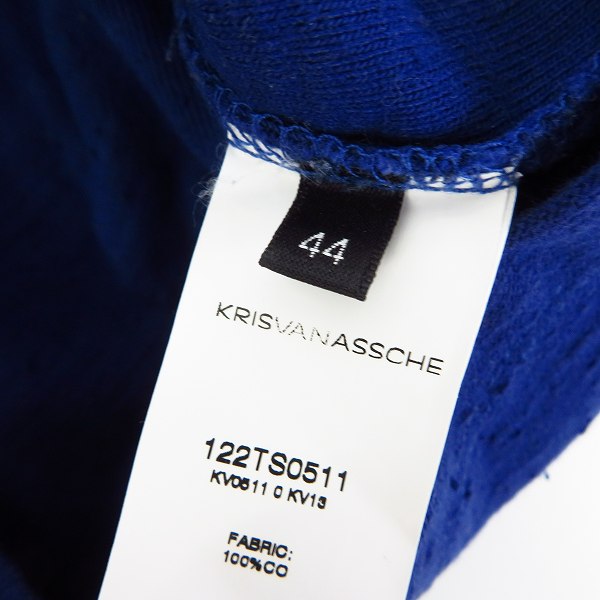 44
KRISVANASSCHE
122TS0511
KV0511 0 KV13
FABRIC:
100%CO